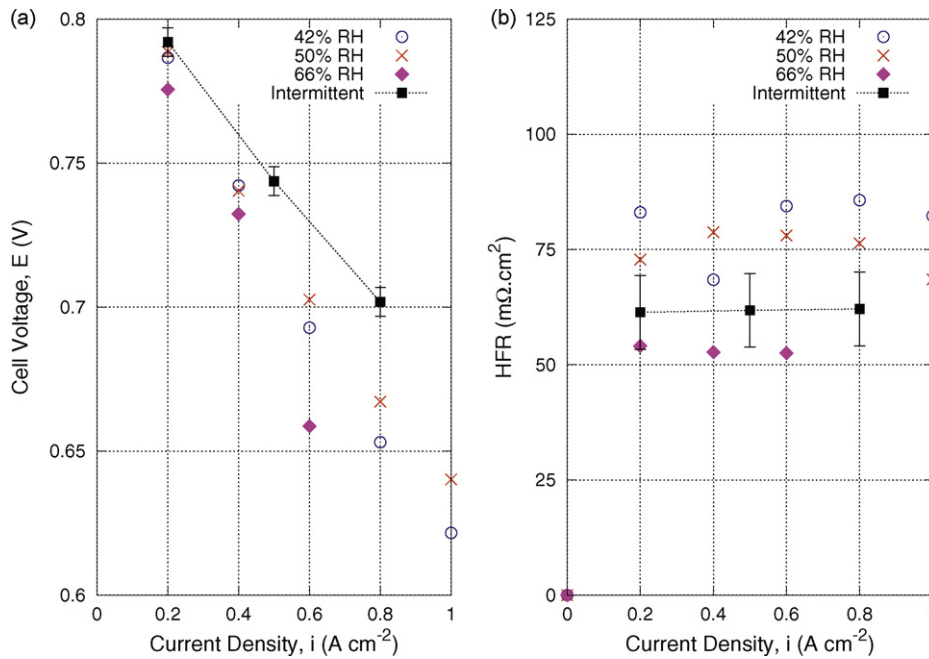 (a)
42% RH
50% RH
66% RH
Intermittent
0.8
0.75
0.7
0.65
0.6
Cell Voltage, E (V)
0 0.2 0.4 0.6 0.8 1
Current Density, i (A cm⁻²)
(b)
42% RH
50% RH
66% RH
Intermittent
125
100
75
50
25
0
HFR (mΩ.cm²)
0 0.2 0.4 0.6 0.8
Current Density, i (A cm⁻²)